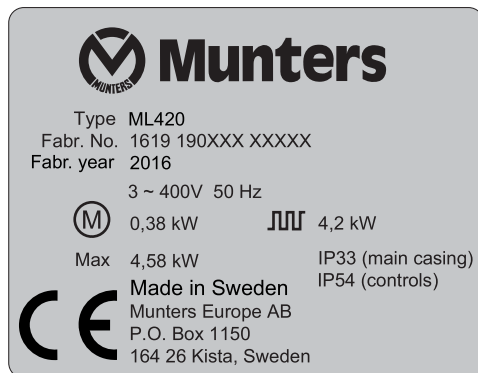 MUNTERS
Munters
Type ML420
Fabr. No. 1619 190XXX XXXXX
Fabr. year 2016
3 ~ 400V 50 Hz
M 0,38 kW 4,2 kW
Max 4,58 kW IP33 (main casing)
IP54 (controls)
Made in Sweden
CE
Munters Europe AB
P.O. Box 1150
164 26 Kista, Sweden